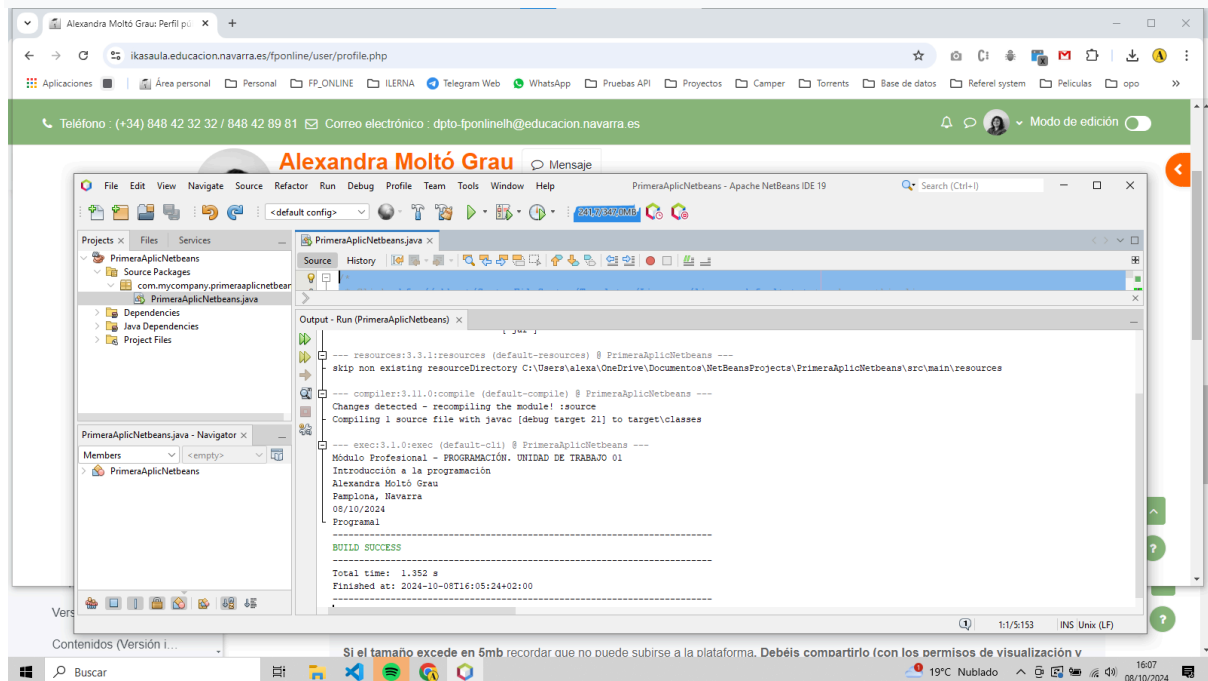 Alexandra Moltó Grau: Perfil pú
ikasaula.educacion.navarra.es/fponline/user/profile.php
Aplicaciones Área personal Personal FP_ONLINE ILERNA Telegram Web WhatsApp Pruebas API Proyectos Camper Torrents Base de datos Referel system Peliculas opo
Teléfono : (+34) 848 42 32 32 / 848 42 89 81 Correo electrónico : dpto-fponlinelh@educacion.navarra.es Modo de edición
Alexandra Moltó Grau Mensaje
File Edit View Navigate Source Refactor Run Debug Profile Team Tools Window Help PrimeraAplicNetbeans - Apache NetBeans IDE 19 Search (Ctrl+I)
<default config> 241,2/342,0MB
Projects Files Services
PrimeraAplicNetbeans.java
PrimeraAplicNetbeans
Source Packages
com.mycompany.primeraaplicnetbear
PrimeraAplicNetbeans.java
Dependencies
Java Dependencies
Project Files
Source History
Output - Run (PrimeraAplicNetbeans)
[ jar ]
--- resources:3.3.1:resources (default-resources) @ PrimeraAplicNetbeans ---
skip non existing resourceDirectory C:\Users\alexa\OneDrive\Documentos\NetBeansProjects\PrimeraAplicNetbeans\src\main\resources
--- compiler:3.11.0:compile (default-compile) @ PrimeraAplicNetbeans ---
Changes detected - recompiling the module! :source
Compiling 1 source file with javac [debug target 21] to target\classes
--- exec:3.1.0:exec (default-cli) @ PrimeraAplicNetbeans ---
Módulo Profesional - PROGRAMACIÓN. UNIDAD DE TRABAJO 01
Introducción a la programación
Alexandra Moltó Grau
Pamplona, Navarra
08/10/2024
Programa1
------------------------------------------------------------------------
BUILD SUCCESS
------------------------------------------------------------------------
Total time: 1.352 s
Finished at: 2024-10-08T16:05:24+02:00
------------------------------------------------------------------------
PrimeraAplicNetbeans.java - Navigator
Members <empty>
PrimeraAplicNetbeans
1 1:1/5:153 INS Unix (LF)
Vers
Contenidos (Versión i...
Si el tamaño excede en 5mb recordar que no puede subirse a la plataforma. Debéis compartirlo (con los permisos de visualización y
Buscar 19°C Nublado 16:07
08/10/2024